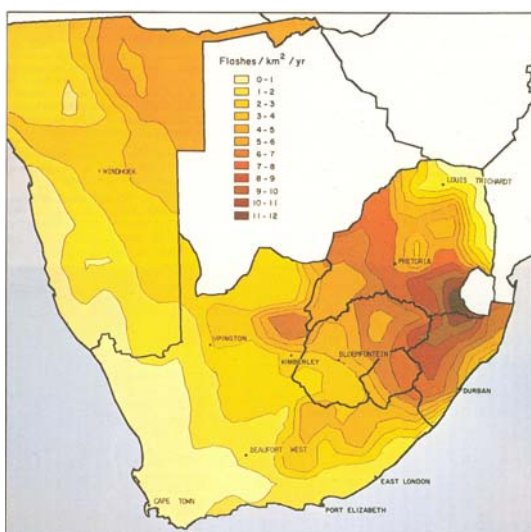 Flashes / km² / yr
0 - 1
1 - 2
2 - 3
3 - 4
4 - 5
5 - 6
6 - 7
7 - 8
8 - 9
9 - 10
10 - 11
11 - 12
WINDHOEK
LOUIS TRICHARDT
PRETORIA
UPINGTON
KIMBERLEY
BLOEMFONTEIN
DURBAN
BEAUFORT WEST
EAST LONDON
CAPE TOWN
PORT ELIZABETH